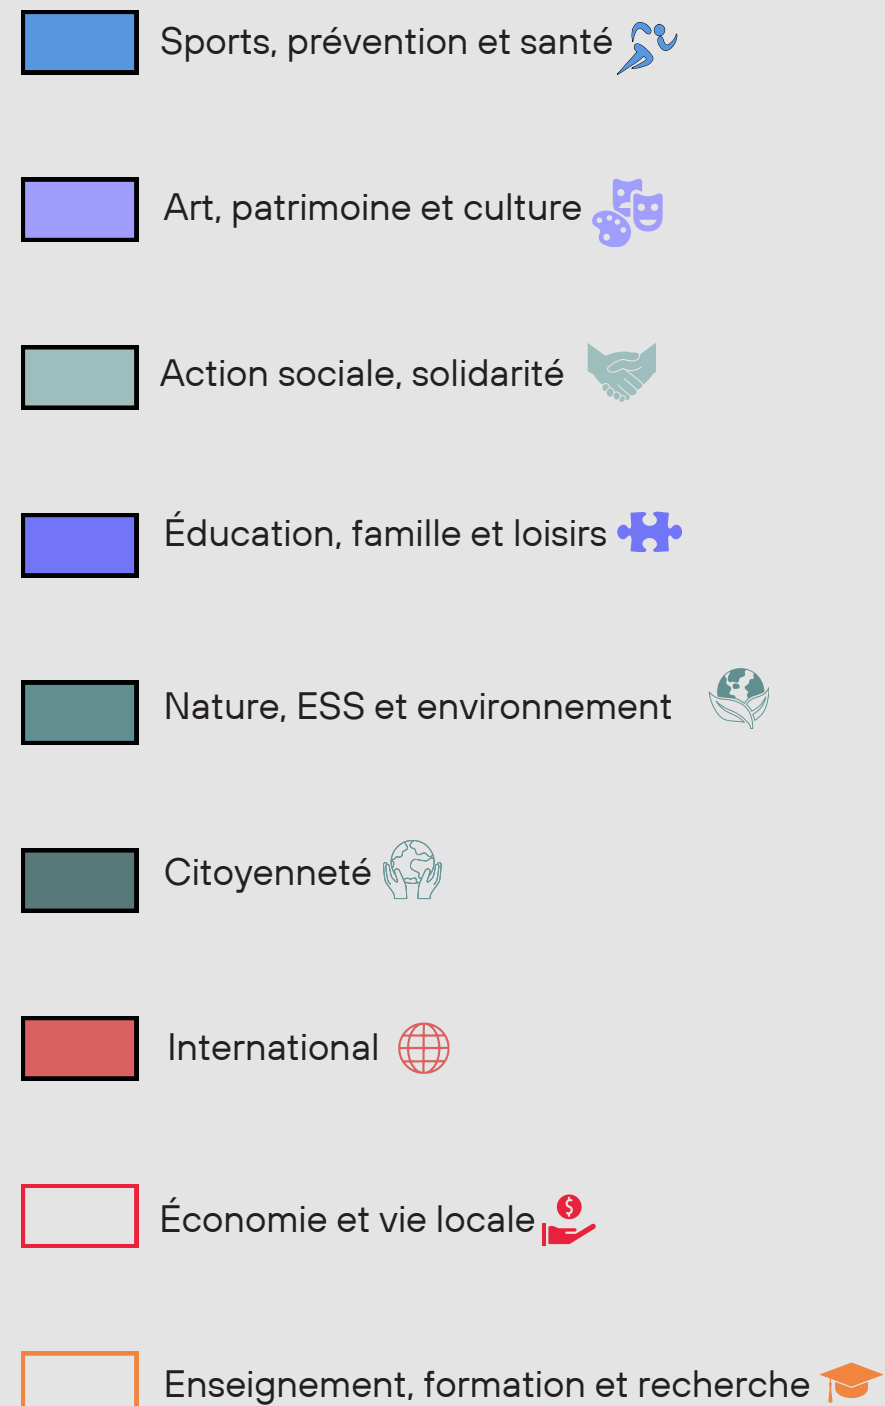 Sports, prévention et santé
Art, patrimoine et culture
Action sociale, solidarité
Éducation, famille et loisirs
Nature, ESS et environnement
Citoyenneté
International
Économie et vie locale
$
Enseignement, formation et recherche